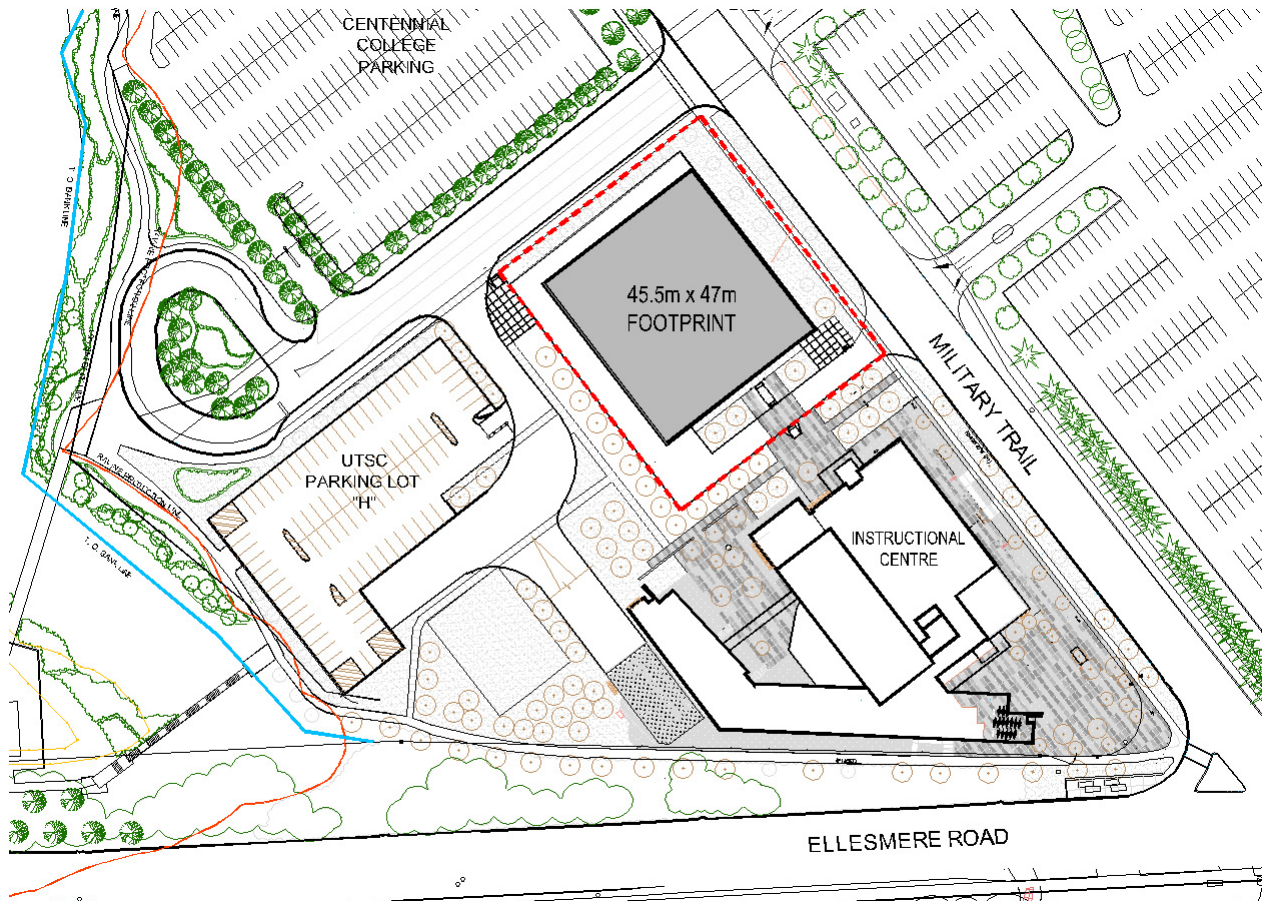 CENTENNIAL
COLLEGE
PARKING
45.5m x 47m
FOOTPRINT
MILITARY TRAIL
UTSC
PARKING LOT
"H"
INSTRUCTIONAL
CENTRE
ELLESMERE ROAD